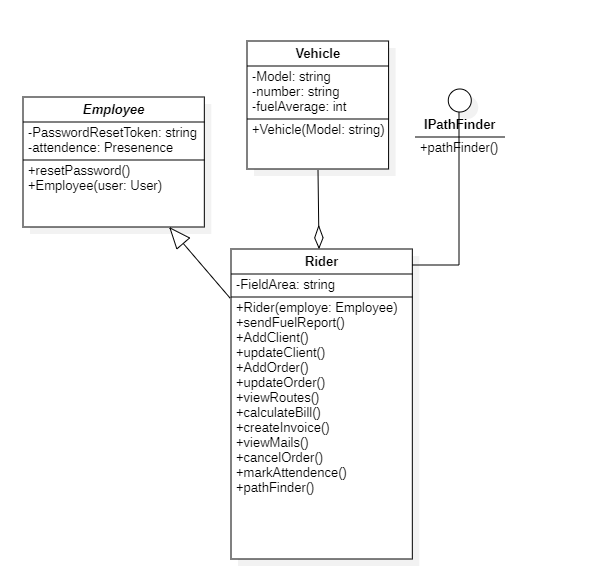 Vehicle
-Model: string
-number: string
-fuelAverage: int
+Vehicle(Model: string)
Employee
-PasswordResetToken: string
-attendence: Presenence
+resetPassword()
+Employee(user: User)
IPathFinder
+pathFinder()
Rider
-FieldArea: string
+Rider(employe: Employee)
+sendFuelReport()
+AddClient()
+updateClient()
+AddOrder()
+updateOrder()
+viewRoutes()
+calculateBill()
+createInvoice()
+viewMails()
+cancelOrder()
+markAttendence()
+pathFinder()